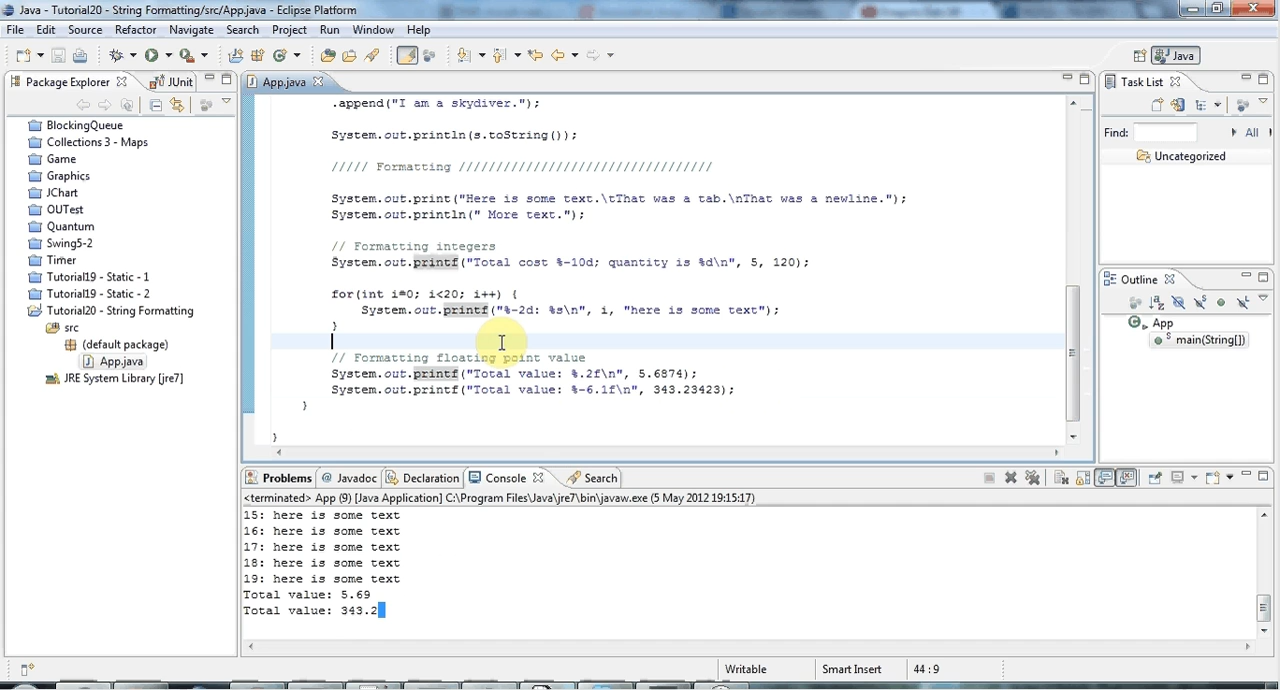 Java - Tutorial20 - String Formatting/src/App.java - Eclipse Platform
File Edit Source Refactor Navigate Search Project Run Window Help
Java
Package Explorer JUnit
BlockingQueue
Collections 3 - Maps
Game
Graphics
JChart
OUTest
Quantum
Swing5-2
Timer
Tutorial19 - Static - 1
Tutorial19 - Static - 2
Tutorial20 - String Formatting
src
(default package)
App.java
JRE System Library [jre7]
App.java
.append("I am a skydiver.");
System.out.println(s.toString());
///// Formatting //////////////////////////////////
System.out.print("Here is some text.\tThat was a tab.\nThat was a newline.");
System.out.println(" More text.");
// Formatting integers
System.out.printf("Total cost %-10d; quantity is %d\n", 5, 120);
for(int i=0; i<20; i++) {
System.out.printf("%-2d: %s\n", i, "here is some text");
}
// Formatting floating point value
System.out.printf("Total value: %.2f\n", 5.6874);
System.out.printf("Total value: %-6.1f\n", 343.23423);
}
}
Task List
Find: All
Uncategorized
Outline
App
main(String[])
Problems Javadoc Declaration Console Search
<terminated> App (9) [Java Application] C:\Program Files\Java\jre7\bin\javaw.exe (5 May 2012 19:15:17)
15: here is some text
16: here is some text
17: here is some text
18: here is some text
19: here is some text
Total value: 5.69
Total value: 343.2
Writable Smart Insert 44 : 9